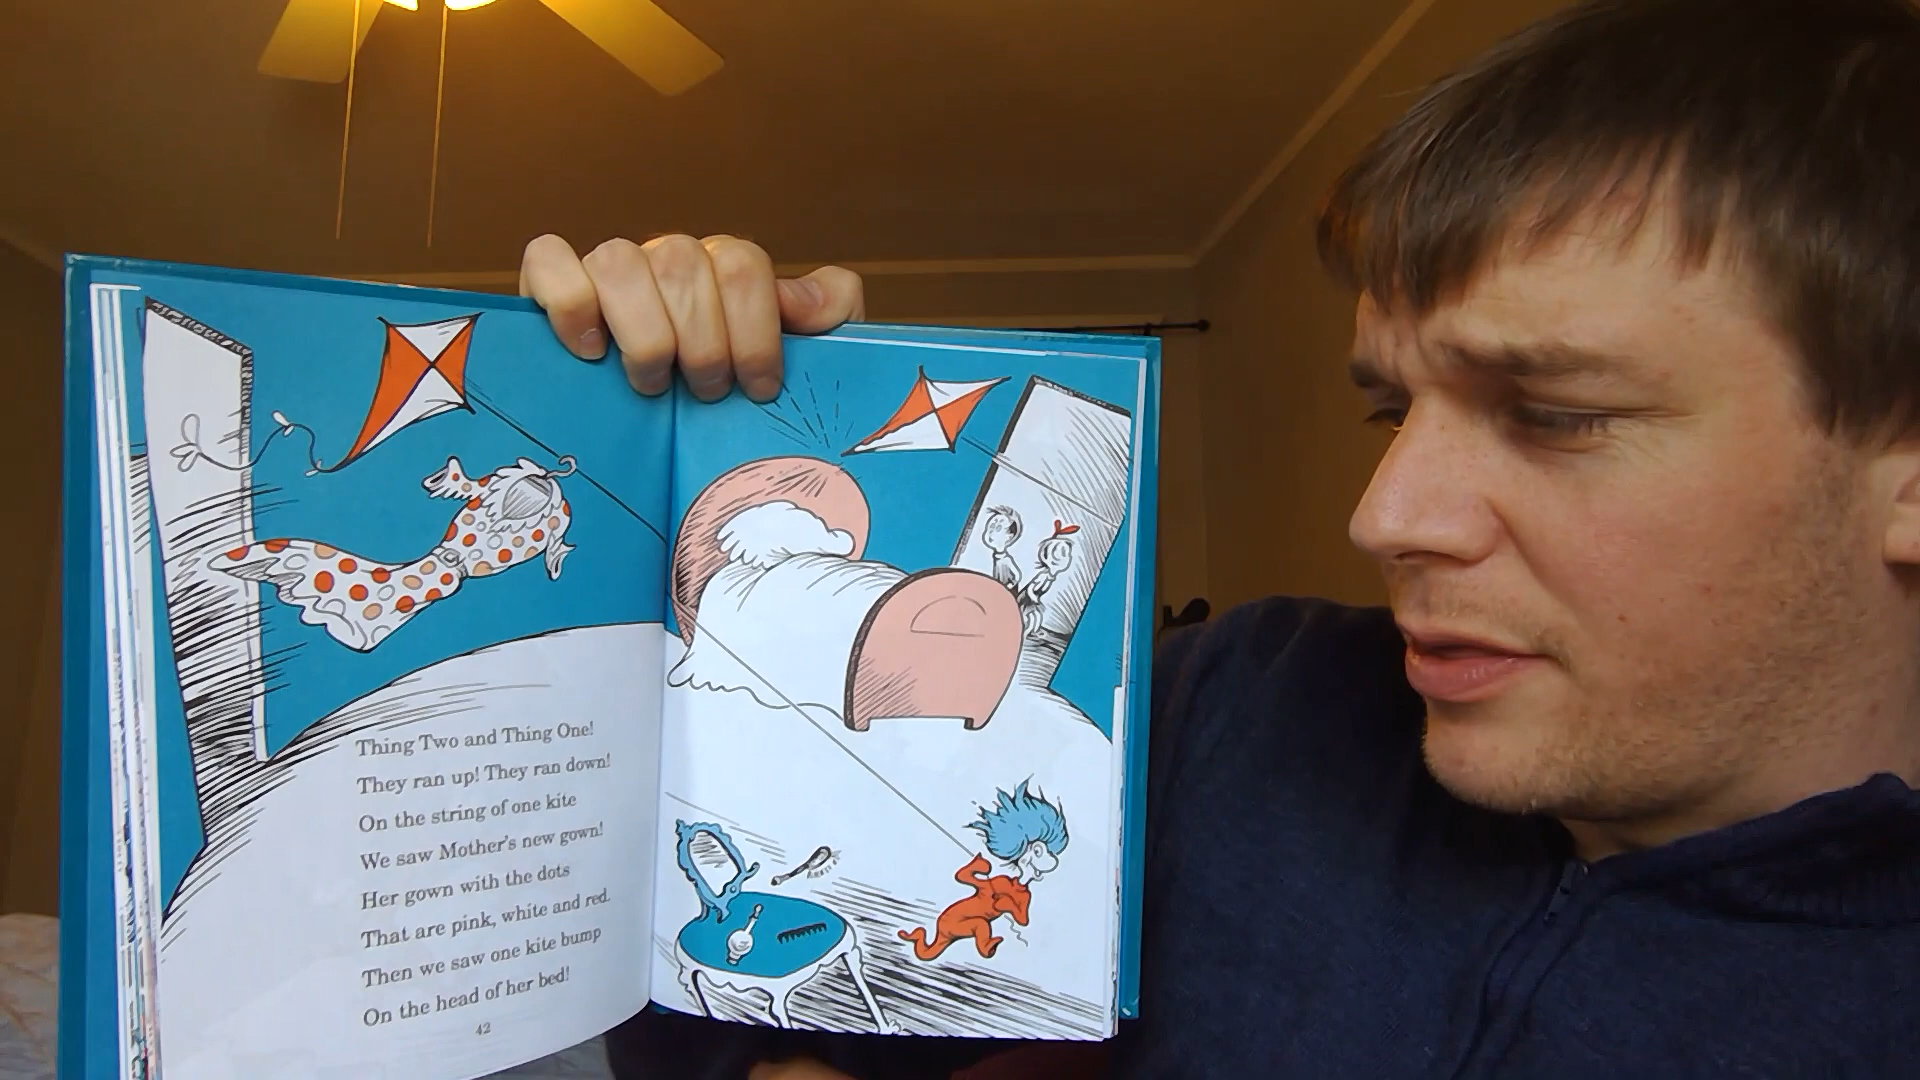 Thing Two and Thing One!
They ran up! They ran down!
On the string of one kite
We saw Mother's new gown!
Her gown with the dots
That are pink, white and red.
Then we saw one kite bump
On the head of her bed!
42